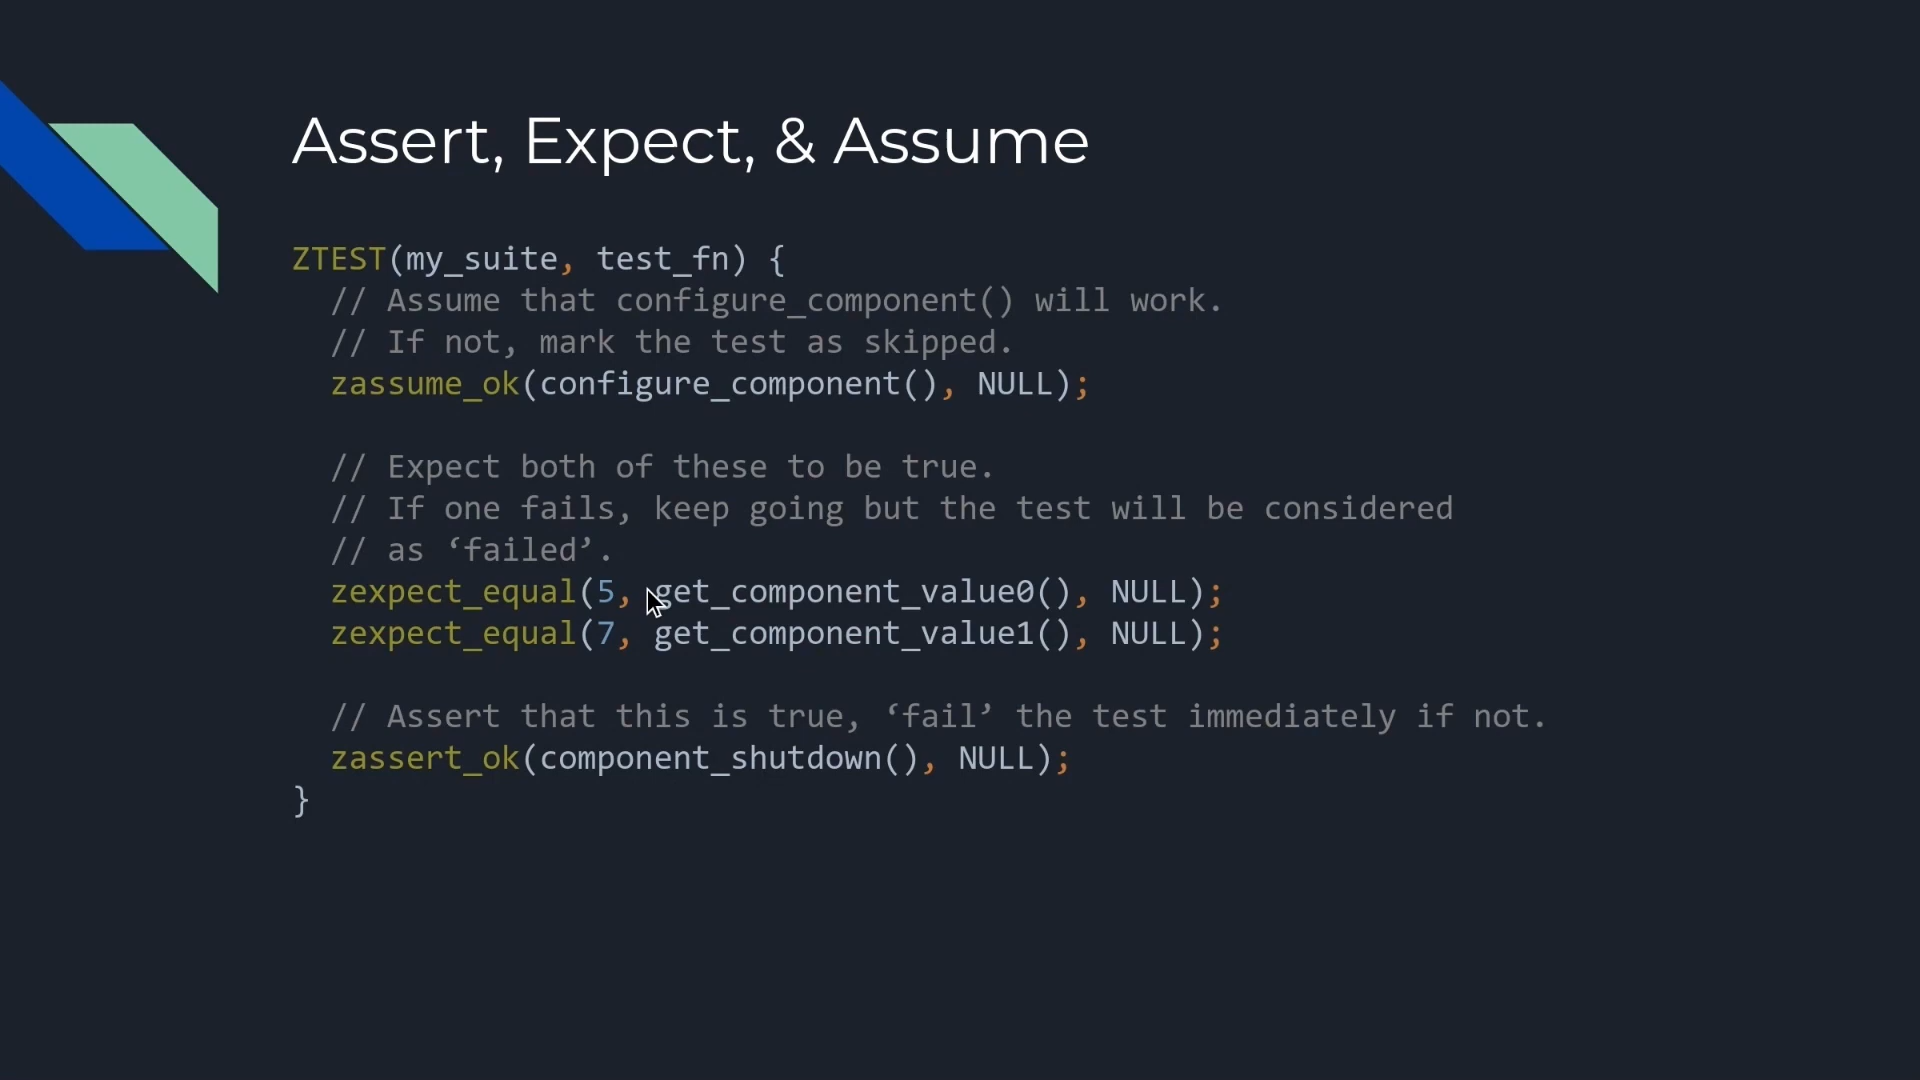 Assert, Expect, & Assume
ZTEST(my_suite, test_fn) {
// Assume that configure_component() will work.
// If not, mark the test as skipped.
zassume_ok(configure_component(), NULL);
// Expect both of these to be true.
// If one fails, keep going but the test will be considered
// as ‘failed’.
zexpect_equal(5, get_component_value0(), NULL);
zexpect_equal(7, get_component_value1(), NULL);
// Assert that this is true, ‘fail’ the test immediately if not.
zassert_ok(component_shutdown(), NULL);
}